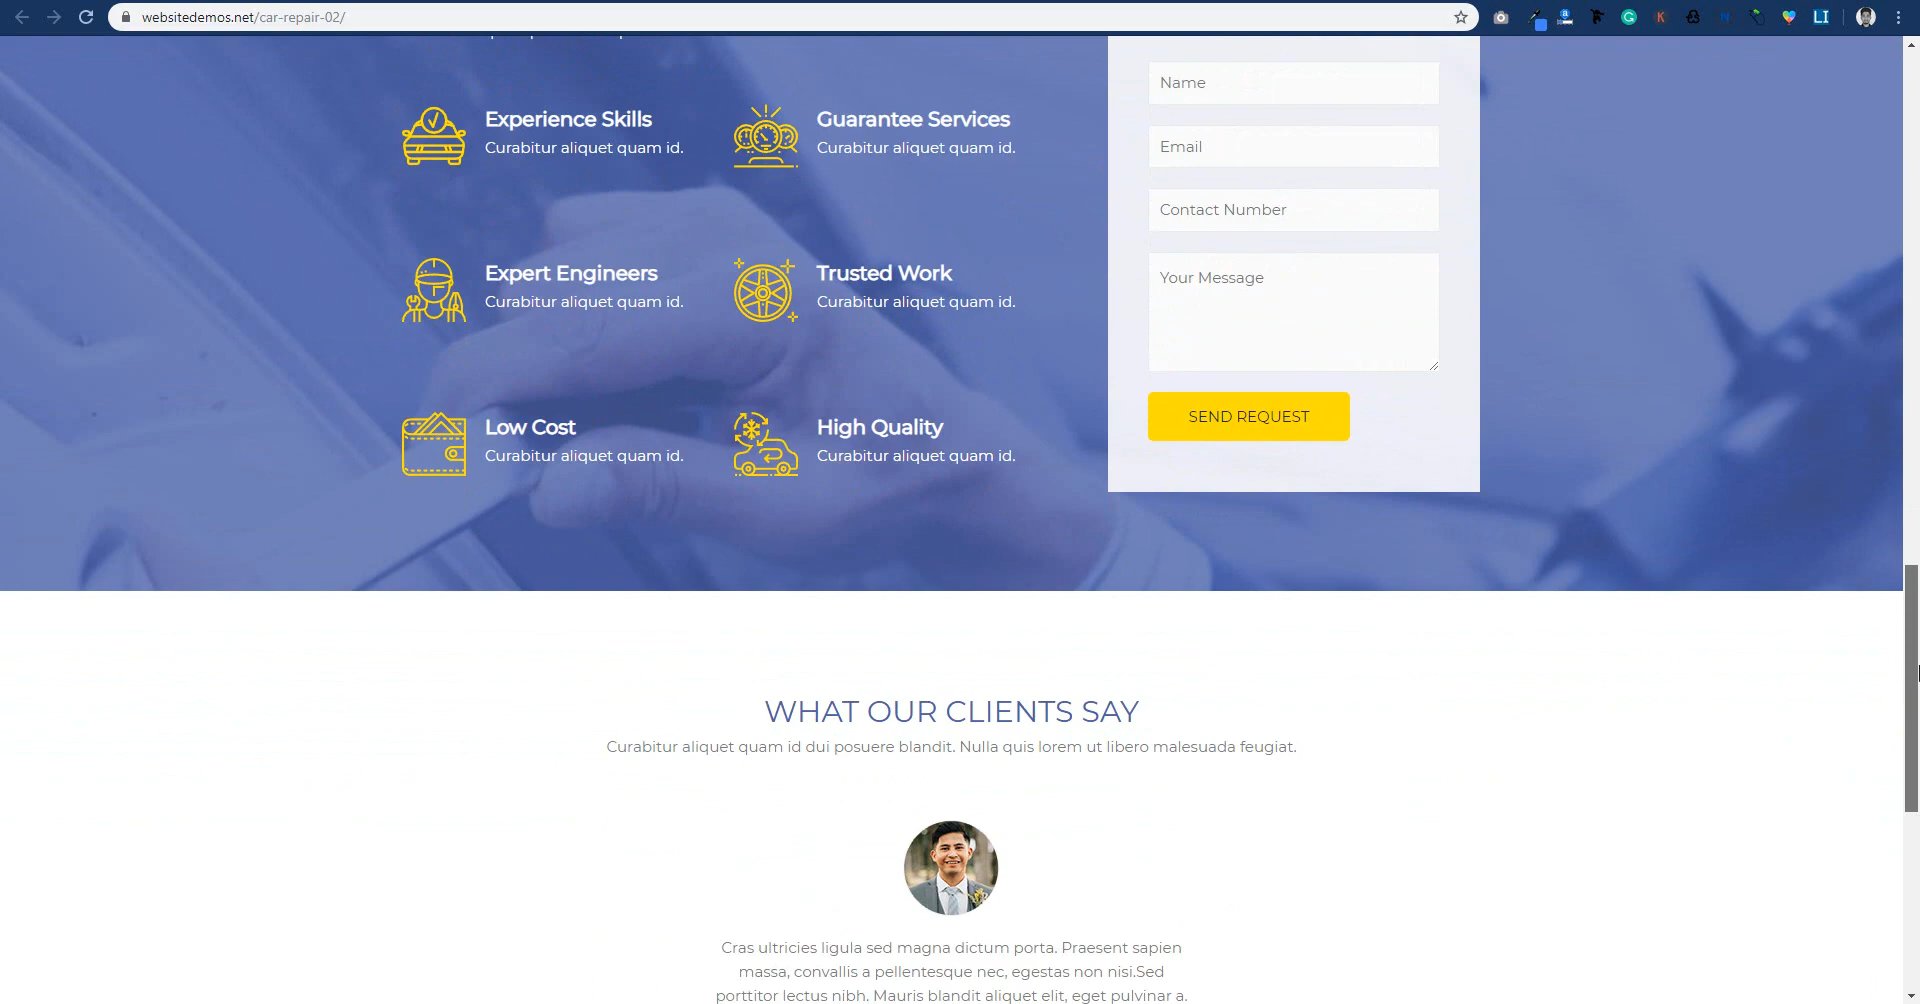 websitedemos.net/car-repair-02/
Experience Skills
Curabitur aliquet quam id.
Guarantee Services
Curabitur aliquet quam id.
Expert Engineers
Curabitur aliquet quam id.
Trusted Work
Curabitur aliquet quam id.
Low Cost
Curabitur aliquet quam id.
High Quality
Curabitur aliquet quam id.
Name
Email
Contact Number
Your Message
SEND REQUEST
WHAT OUR CLIENTS SAY
Curabitur aliquet quam id dui posuere blandit. Nulla quis lorem ut libero malesuada feugiat.
Cras ultricies ligula sed magna dictum porta. Praesent sapien
massa, convallis a pellentesque nec, egestas non nisi.Sed
porttitor lectus nibh. Mauris blandit aliquet elit, eget pulvinar a.